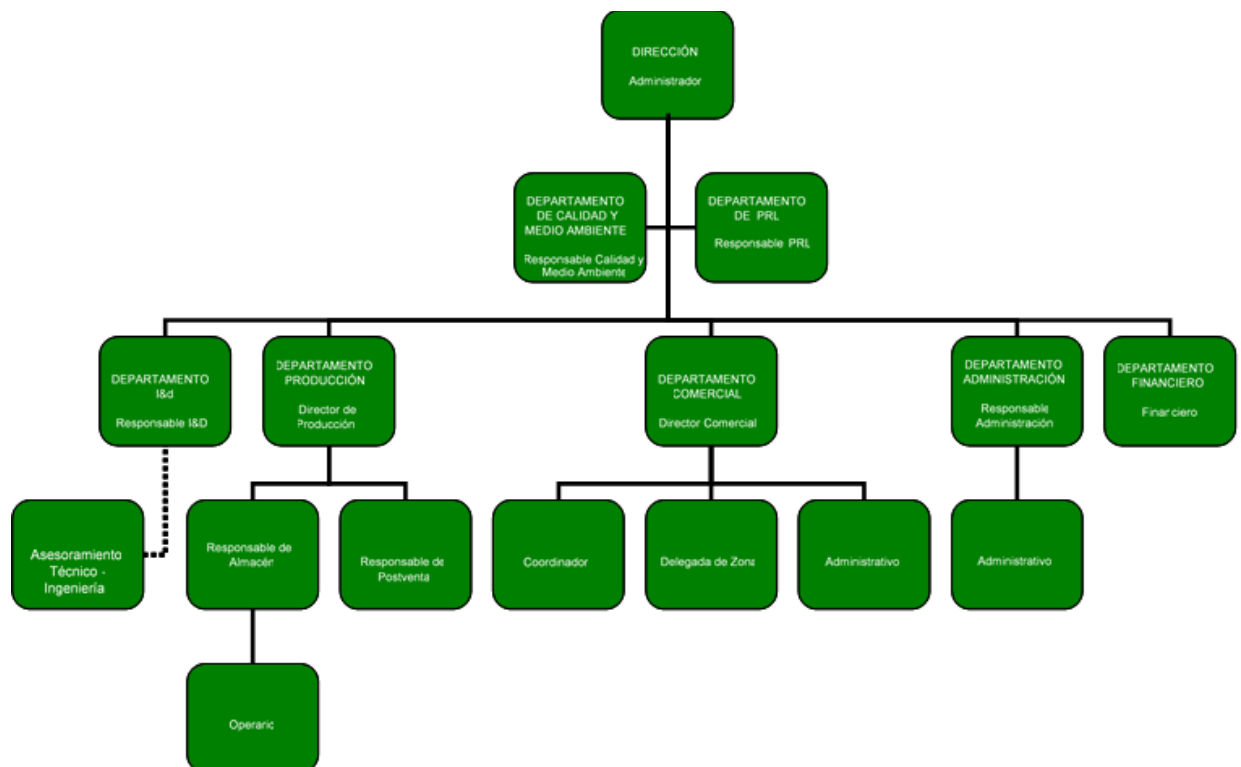 DIRECCIÓN
Administrador
DEPARTAMENTO
DE CALIDAD Y
MEDIO AMBIENTE
Responsable Calidad y
Medio Ambiente
DEPARTAMENTO
DE PRL
Responsable PRL
DEPARTAMENTO
I&d
Responsable I&D
DEPARTAMENTO
PRODUCCIÓN
Director de
Producción
DEPARTAMENTO
COMERCIAL
Director Comercial
DEPARTAMENTO
ADMINISTRACIÓN
Responsable
Administración
DEPARTAMENTO
FINANCIERO
Financiero
Asesoramiento
Técnico -
Ingeniería
Responsable de
Almacén
Responsable de
Postventa
Coordinador
Delegada de Zona
Administrativo
Administrativo
Operario